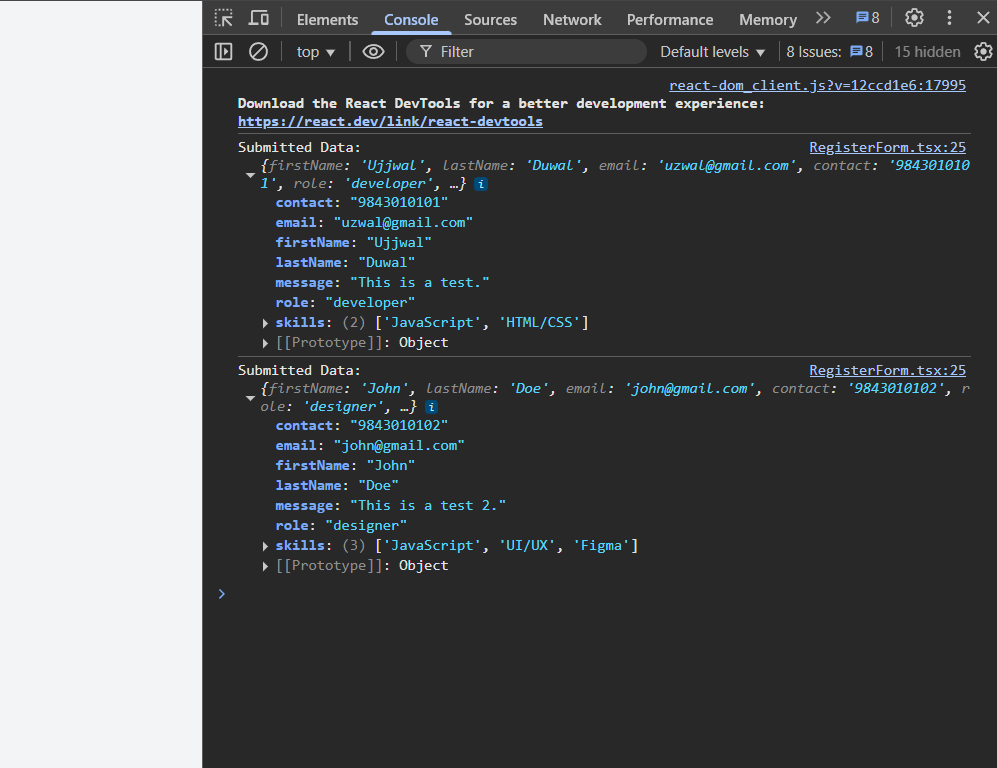 Elements Console Sources Network Performance Memory 8
top Filter Default levels 8 Issues: 8 15 hidden
react-dom_client.js?v=12ccd1e6:17995
Download the React DevTools for a better development experience:
https://react.dev/link/react-devtools
Submitted Data: RegisterForm.tsx:25
{firstName: 'Ujjwal', lastName: 'Duwal', email: 'uzwal@gmail.com', contact: '984301010
1', role: 'developer', …} i
contact: "9843010101"
email: "uzwal@gmail.com"
firstName: "Ujjwal"
lastName: "Duwal"
message: "This is a test."
role: "developer"
skills: (2) ['JavaScript', 'HTML/CSS']
[[Prototype]]: Object
Submitted Data: RegisterForm.tsx:25
{firstName: 'John', lastName: 'Doe', email: 'john@gmail.com', contact: '9843010102', r
ole: 'designer', …} i
contact: "9843010102"
email: "john@gmail.com"
firstName: "John"
lastName: "Doe"
message: "This is a test 2."
role: "designer"
skills: (3) ['JavaScript', 'UI/UX', 'Figma']
[[Prototype]]: Object